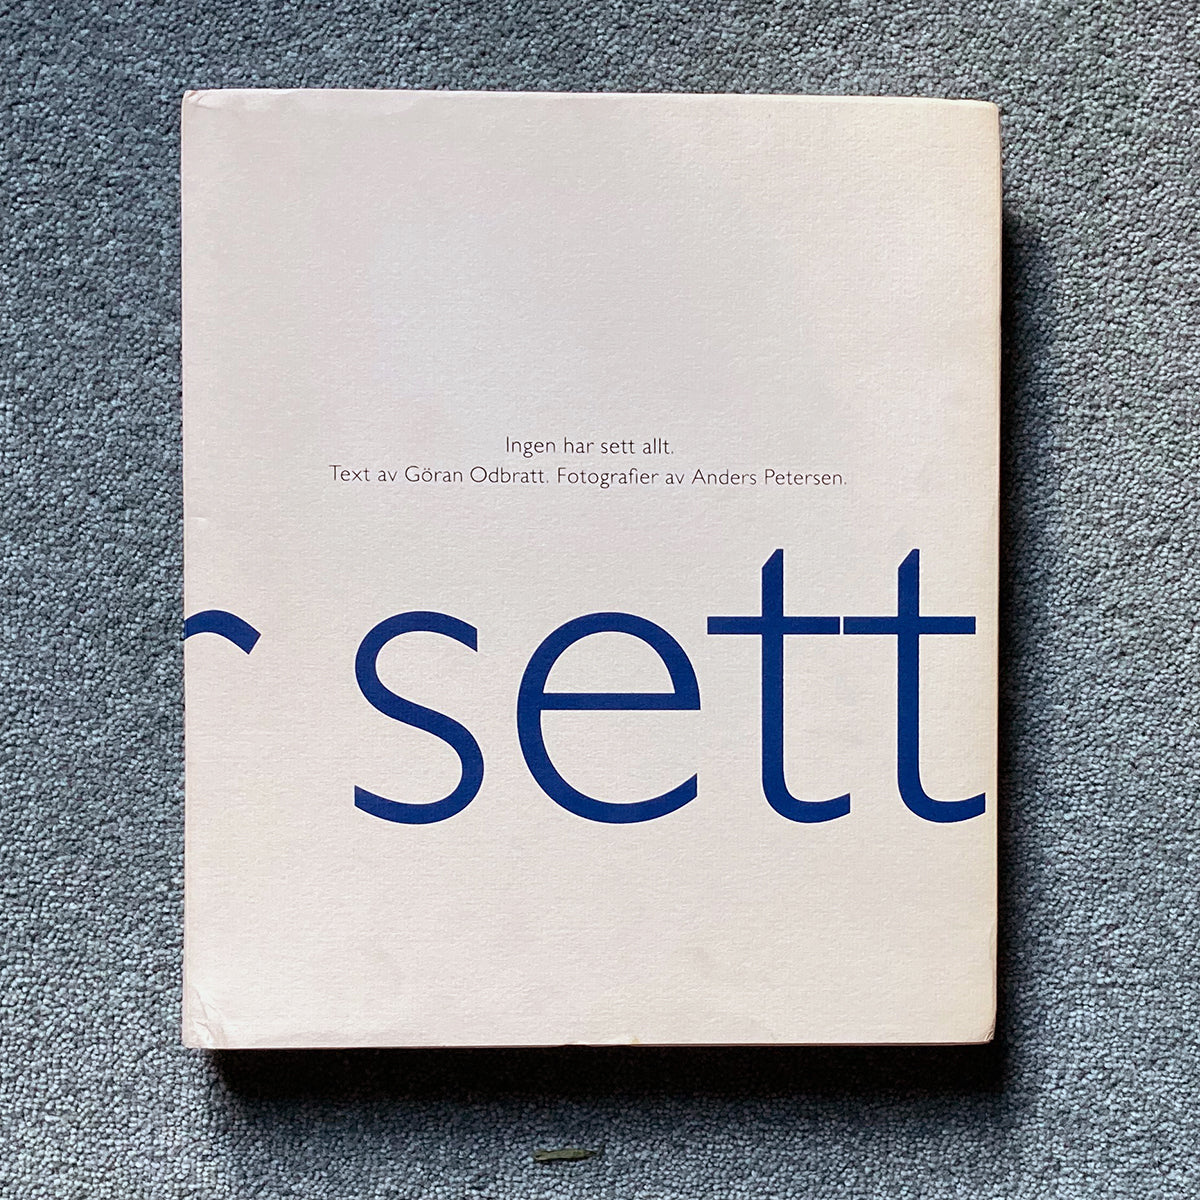 Ingen har sett allt.
Text av Göran Odbratt. Fotografier av Anders Petersen.
r sett